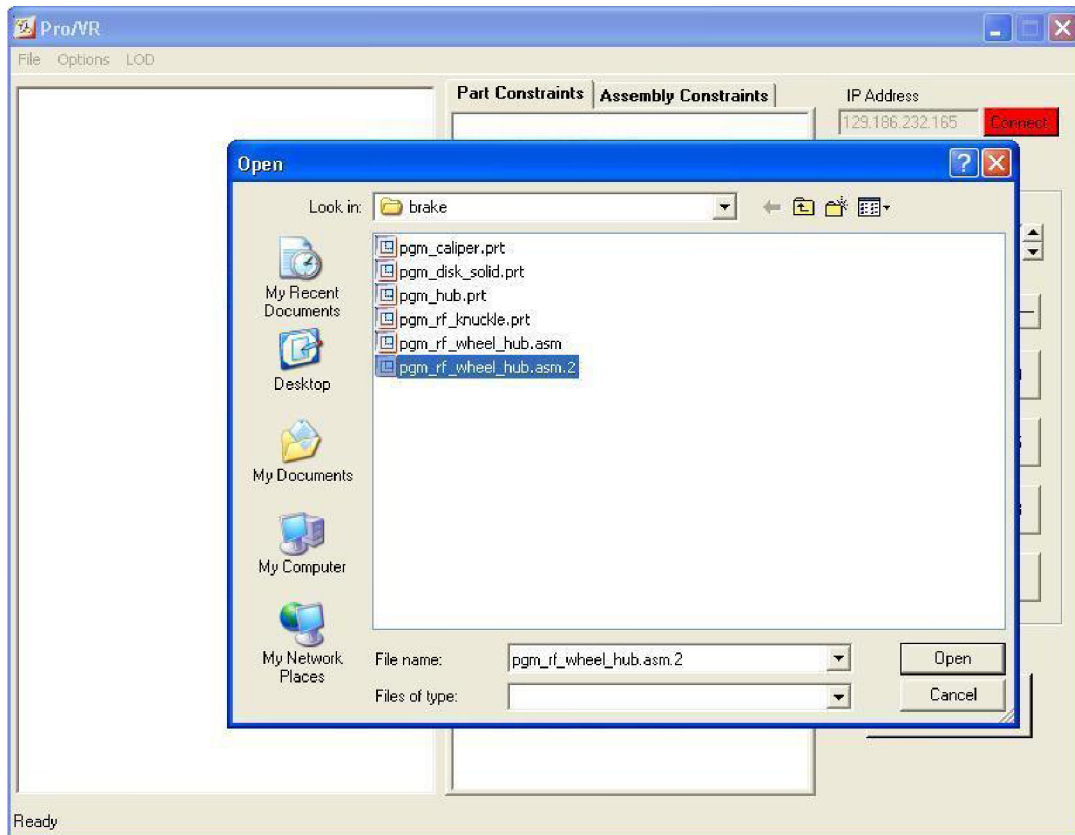 Pro/VR
File Options LOD
Part Constraints Assembly Constraints
IP Address
129.186.232.165 Connect
Open
Look in: brake
My Recent
Documents
Desktop
My Documents
My Computer
My Network
Places
pgm_caliper.prt
pgm_disk_solid.prt
pgm_hub.prt
pgm_rf_knuckle.prt
pgm_rf_wheel_hub.asm
pgm_rf_wheel_hub.asm.2
File name: pgm_rf_wheel_hub.asm.2 Open
Files of type: Cancel
Ready